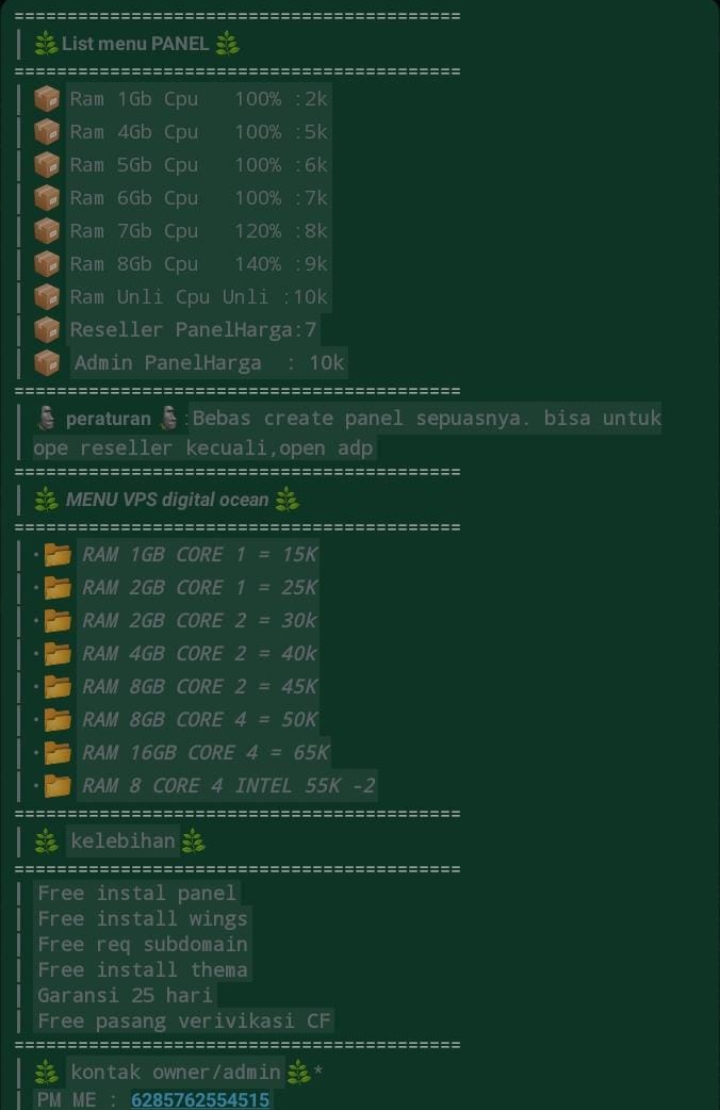 ========================================
🌿List menu PANEL 🌿
========================================
📦 Ram 1Gb Cpu   100% :2k
📦 Ram 4Gb Cpu   100% :5k
📦 Ram 5Gb Cpu   100% :6k
📦 Ram 6Gb Cpu   100% :7k
📦 Ram 7Gb Cpu   120% :8k
📦 Ram 8Gb Cpu   140% :9k
📦 Ram Unli Cpu Unli :10k
📦 Reseller PanelHarga:7
📦 Admin PanelHarga  : 10k
========================================
🗿 peraturan 🗿:Bebas create panel sepuasnya. bisa untuk
ope reseller kecuali,open adp
========================================
🌿 MENU VPS digital ocean 🌿
========================================
·📂 RAM 1GB CORE 1 = 15K
·📂 RAM 2GB CORE 1 = 25K
·📂 RAM 2GB CORE 2 = 30k
·📂 RAM 4GB CORE 2 = 40k
·📂 RAM 8GB CORE 2 = 45K
·📂 RAM 8GB CORE 4 = 50K
·📂 RAM 16GB CORE 4 = 65K
·📂 RAM 8 CORE 4 INTEL 55K -2
========================================
🌿 kelebihan 🌿
========================================
Free instal panel
Free install wings
Free req subdomain
Free install thema
Garansi 25 hari
Free pasang verivikasi CF
========================================
🌿 kontak owner/admin 🌿*
PM ME : 6285762554515